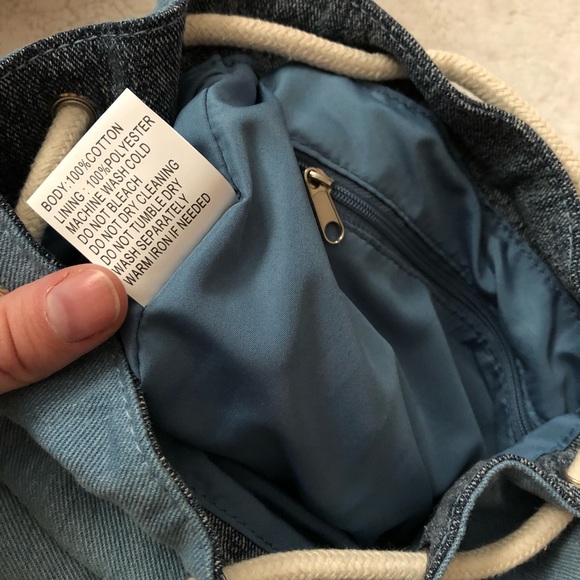 BODY:100%COTTON
LINING : 100%POLYESTER
MACHINE WASH COLD
DO NOT BLEACH
DO NOT DRY CLEANING
DO NOT TUMBLE DRY
WASH SEPARATELY
WARM IRON IF NEEDED